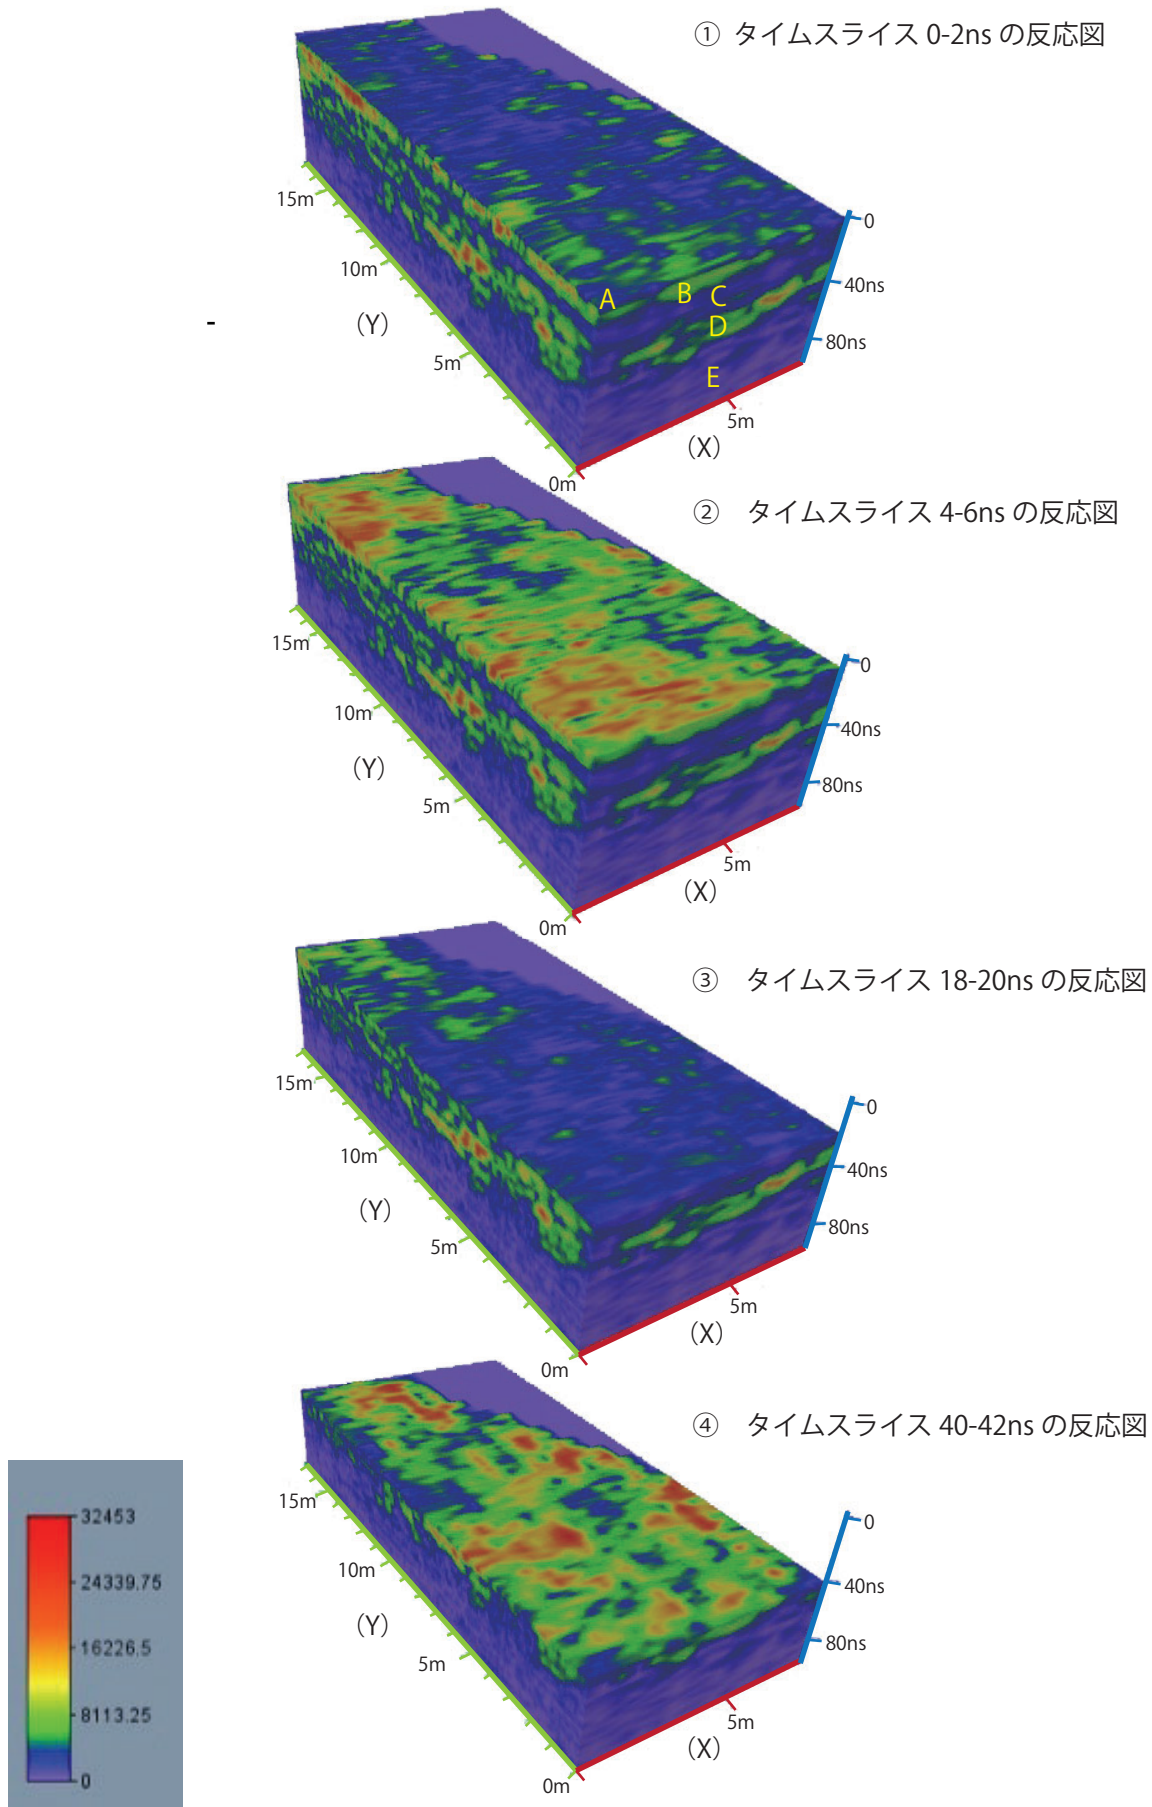 ① タイムスライス 0-2ns の反応図
0
40ns
80ns
A
B
C
D
E
15m
10m
5m
0m
(Y)
5m
(X)
-
② タイムスライス 4-6ns の反応図
0
40ns
80ns
15m
10m
5m
0m
(Y)
5m
(X)
③ タイムスライス 18-20ns の反応図
0
40ns
80ns
15m
10m
5m
0m
(Y)
5m
(X)
④ タイムスライス 40-42ns の反応図
0
40ns
80ns
15m
10m
5m
0m
(Y)
5m
(X)
32453
24339.75
16226.5
8113.25
0